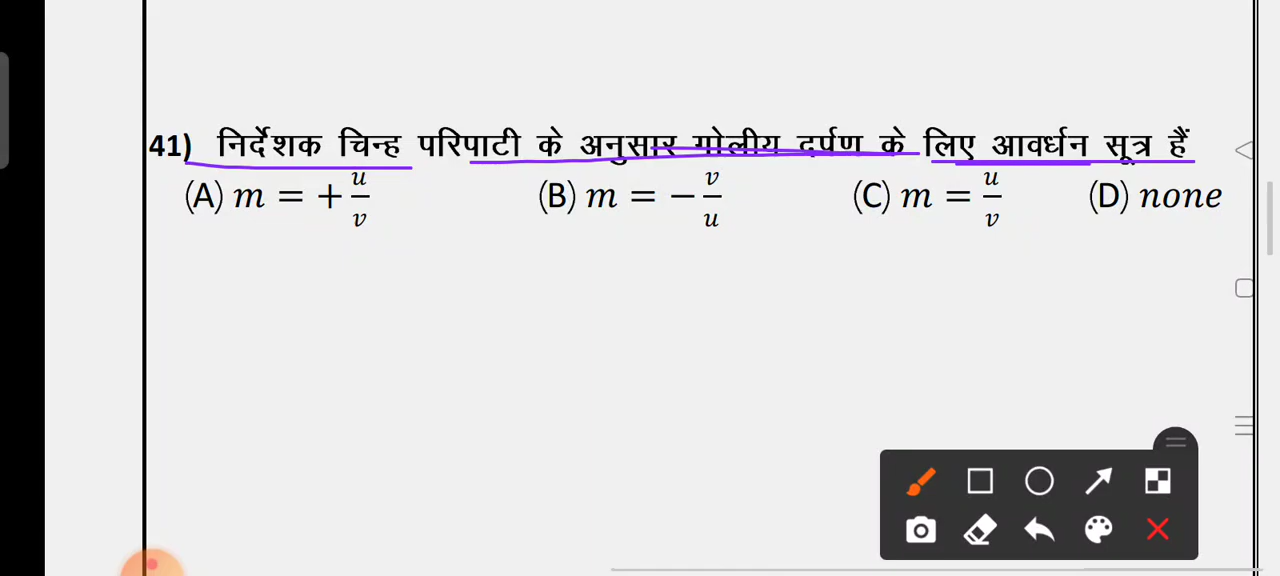 41) निर्देशक चिन्ह परिपाटी के अनुसार गोलीय दर्पण के लिए आवर्धन सूत्र हैं
(A) m = + u/v (B) m = − v/u (C) m = u/v (D) none